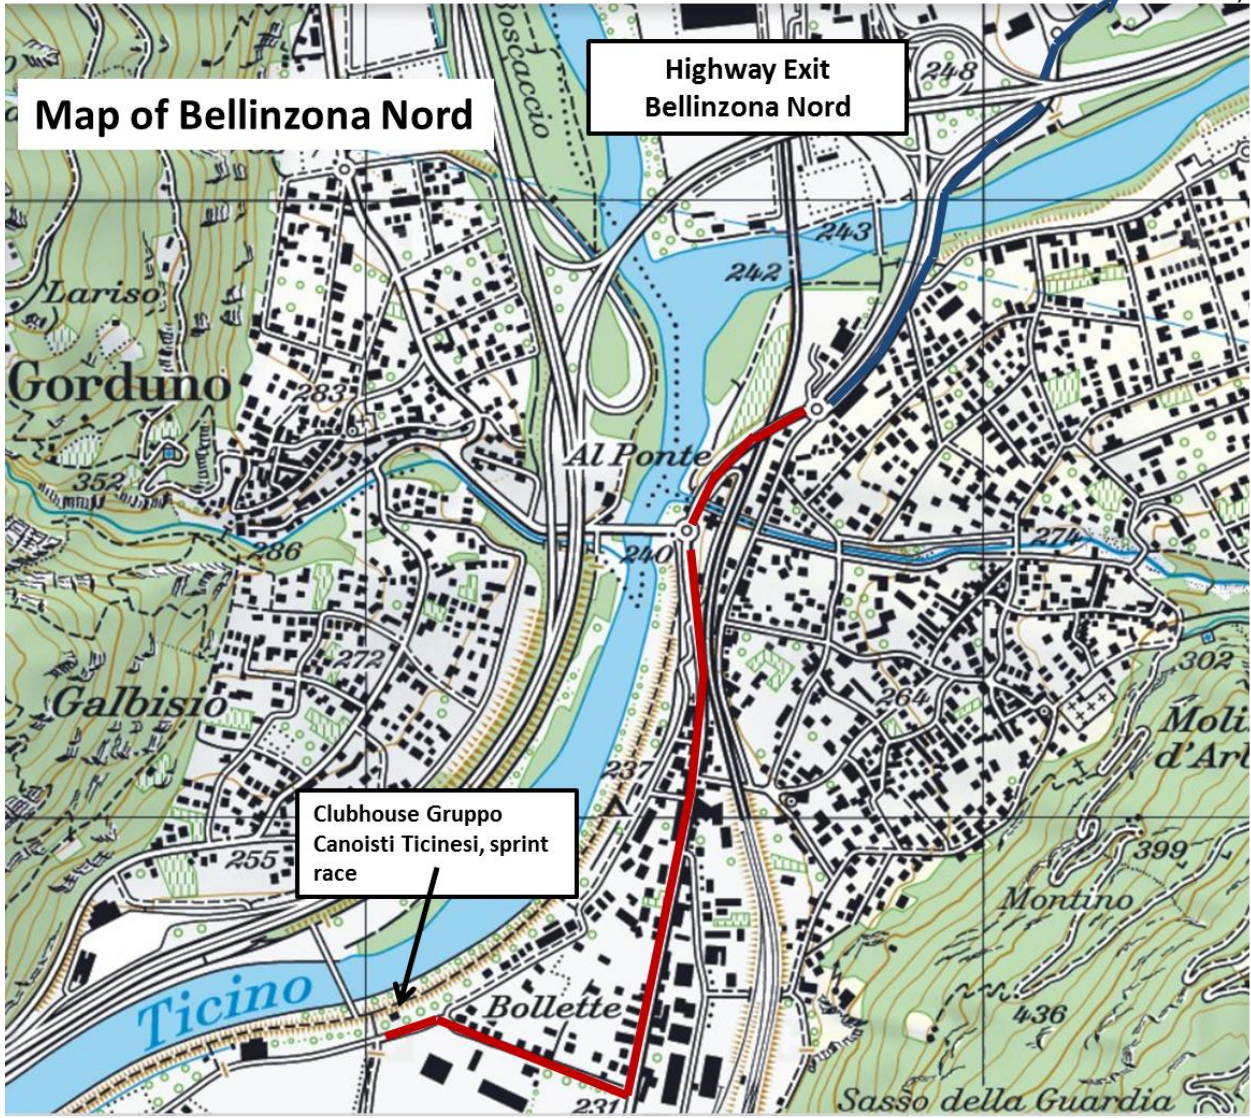 Boscaccio
Highway Exit
Bellinzona Nord
248
Map of Bellinzona Nord
243
242
Lariso
Gorduno
283
Al Ponte
352
286
240
274
272
302
Galbisio
264
Moli
d'Art
237
Clubhouse Gruppo
Canoisti Ticinesi, sprint
race
255
399
Montino
Ticino
Bollette
436
231
Sasso della Guardia